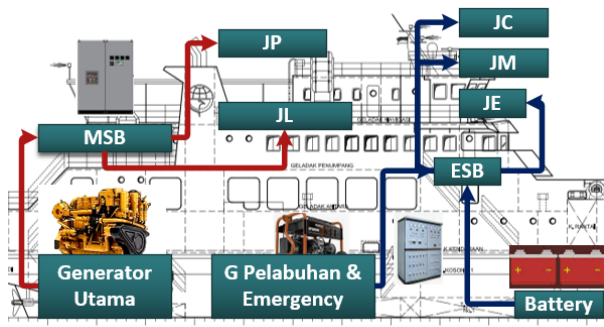 JP
JC
JM
JL
JE
MSB
GELADAK PENUMPANG
ESB
Generator
Utama
G Pelabuhan &
Emergency
Battery